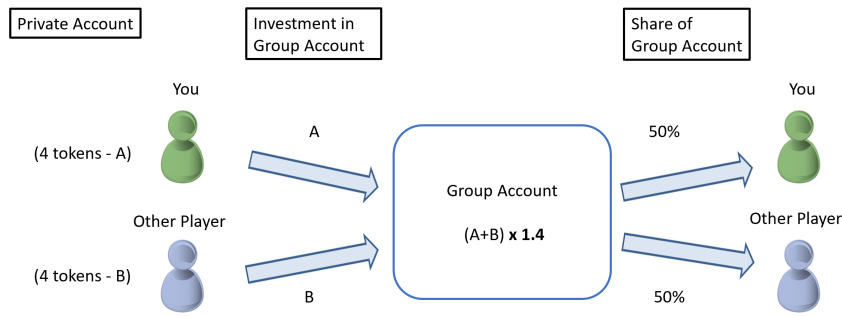 Private Account
Investment in
Group Account
Share of
Group Account
You
You
A
50%
(4 tokens - A)
Group Account
Other Player
Other Player
(A+B) x 1.4
(4 tokens - B)
B
50%